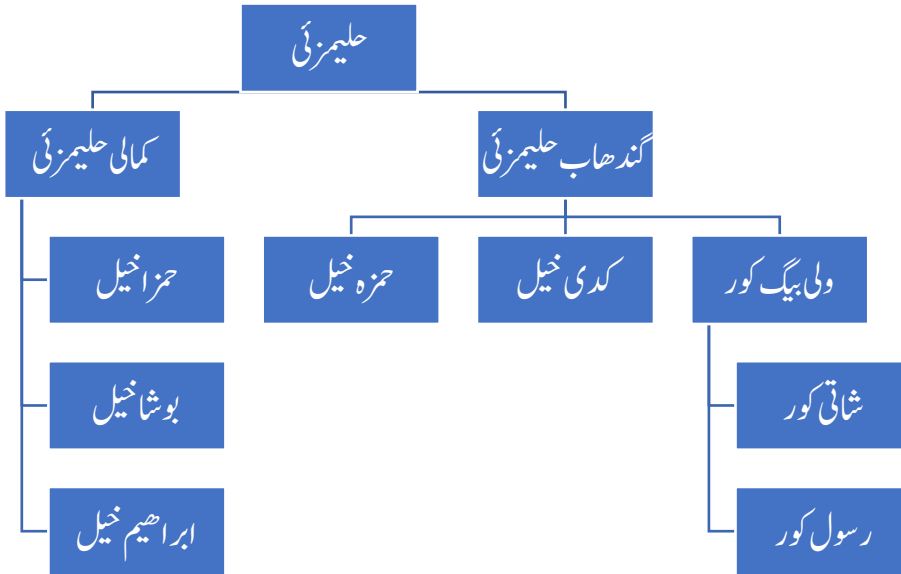 حلیمزئی
گندھاب حلیمزئی
کمالی حلیمزئی
ولی بیگ کور
کدی خیل
حمزہ خیل
حمزا خیل
شاتی کور
بوشا خیل
رسول کور
ابراھیم خیل